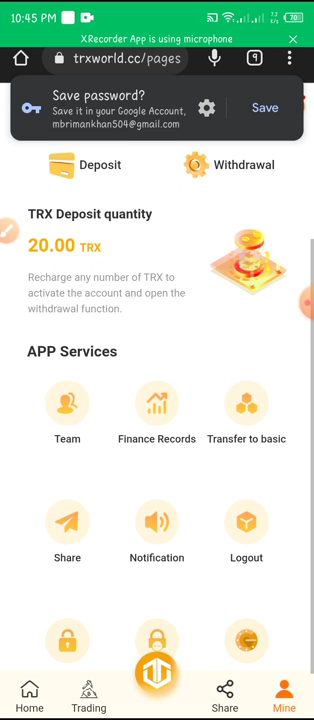 10:45 PM
7.2 K/s
70
XRecorder App is using microphone
trxworld.cc/pages
9
Save password?
Save it in your Google Account,
mbrimankhan504@gmail.com
Save
Deposit
Withdrawal
TRX Deposit quantity
20.00 TRX
Recharge any number of TRX to
activate the account and open the
withdrawal function.
APP Services
Team
Finance Records
Transfer to basic
Share
Notification
Logout
Home
Trading
Share
Mine